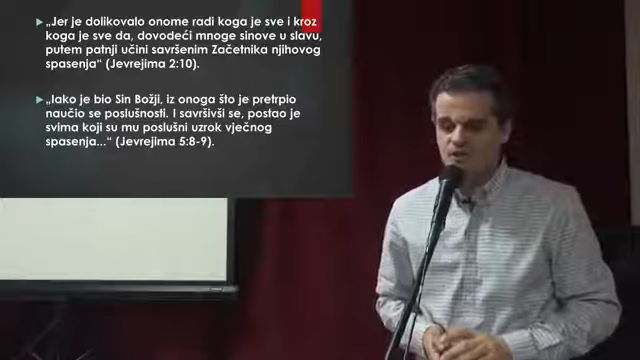 „Jer je dolikovalo onome radi koga je sve i kroz
koga je sve da, dovodeći mnoge sinove u slavu,
putem patnji učini savršenim Začetnika njihovog
spasenja“ (Jevrejima 2:10).
„Iako je bio Sin Božji, iz onoga što je pretrpio
naučio se poslušnosti. I savršivši se, postao je
svima koji su mu poslušni uzrok vječnog
spasenja...“ (Jevrejima 5:8-9).